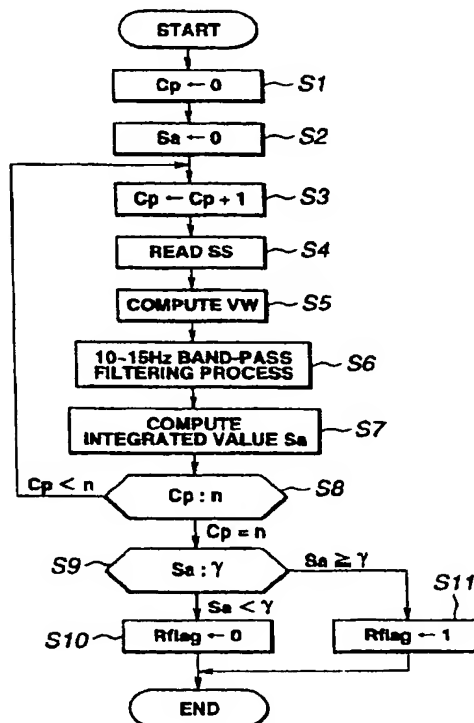 START
Cp ← 0 S1
Sa ← 0 S2
Cp ← Cp + 1 S3
READ SS S4
COMPUTE VW S5
10~15Hz BAND-PASS
FILTERING PROCESS S6
COMPUTE
INTEGRATED VALUE Sa S7
Cp < n Cp : n S8
Cp = n
S9 Sa : γ Sa ≧ γ
Sa < γ S11
S10 Rflag ← 0 Rflag ← 1
END